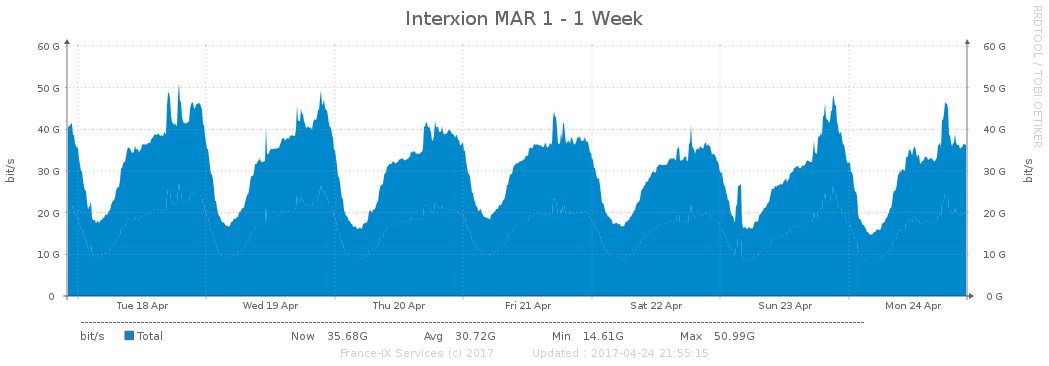 Interxion MAR 1 - 1 Week
RRDTOOL / TOBI OETIKER
60 G 60 G
50 G 50 G
40 G 40 G
30 G 30 G
20 G 20 G
10 G 10 G
0 0 G
bit/s bit/s
Tue 18 Apr Wed 19 Apr Thu 20 Apr Fri 21 Apr Sat 22 Apr Sun 23 Apr Mon 24 Apr
bit/s Total Now 35.68G Avg 30.72G Min 14.61G Max 50.99G
France-IX Services (c) 2017 Updated : 2017-04-24 21:55:15